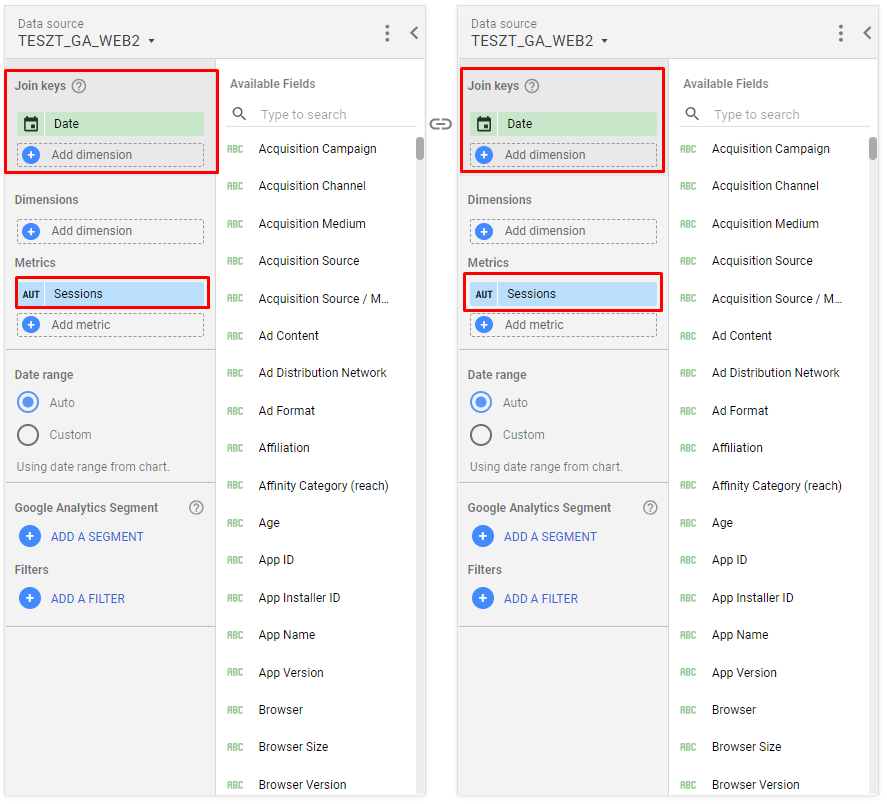 Data source
TESZT_GA_WEB2
Join keys
Date
Add dimension
Dimensions
Add dimension
Metrics
AUT Sessions
Add metric
Date range
Auto
Custom
Using date range from chart.
Google Analytics Segment
ADD A SEGMENT
Filters
ADD A FILTER
Available Fields
Type to search
ABC Acquisition Campaign
ABC Acquisition Channel
ABC Acquisition Medium
ABC Acquisition Source
ABC Acquisition Source / M...
ABC Ad Content
ABC Ad Distribution Network
ABC Ad Format
ABC Affiliation
ABC Affinity Category (reach)
ABC Age
ABC App ID
ABC App Installer ID
ABC App Name
ABC App Version
ABC Browser
ABC Browser Size
ABC Browser Version
Data source
TESZT_GA_WEB2
Join keys
Date
Add dimension
Dimensions
Add dimension
Metrics
AUT Sessions
Add metric
Date range
Auto
Custom
Using date range from chart.
Google Analytics Segment
ADD A SEGMENT
Filters
ADD A FILTER
Available Fields
Type to search
ABC Acquisition Campaign
ABC Acquisition Channel
ABC Acquisition Medium
ABC Acquisition Source
ABC Acquisition Source / M...
ABC Ad Content
ABC Ad Distribution Network
ABC Ad Format
ABC Affiliation
ABC Affinity Category (reach)
ABC Age
ABC App ID
ABC App Installer ID
ABC App Name
ABC App Version
ABC Browser
ABC Browser Size
ABC Browser Version